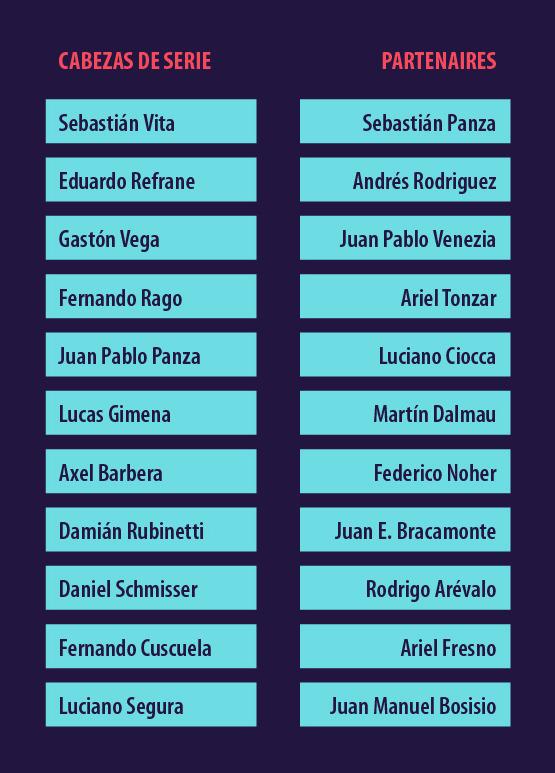 CABEZAS DE SERIE PARTENAIRES
Sebastián Vita Sebastián Panza
Eduardo Refrane Andrés Rodriguez
Gastón Vega Juan Pablo Venezia
Fernando Rago Ariel Tonzar
Juan Pablo Panza Luciano Ciocca
Lucas Gimena Martín Dalmau
Axel Barbera Federico Noher
Damián Rubinetti Juan E. Bracamonte
Daniel Schmisser Rodrigo Arévalo
Fernando Cuscuela Ariel Fresno
Luciano Segura Juan Manuel Bosisio